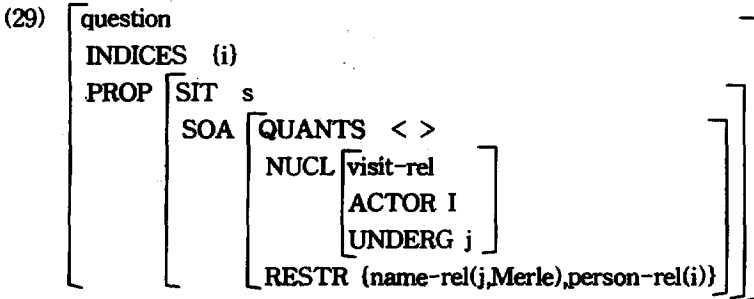 (29) question
INDICES {i}
PROP SIT s
SOA QUANTS < >
NUCL visit-rel
ACTOR I
UNDERG j
RESTR {name-rel(j,Merle),person-rel(i)}